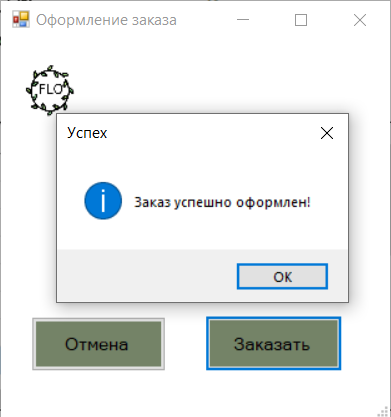 Оформление заказа
FLO
Успех
Заказ успешно оформлен!
OK
Отмена
Заказать